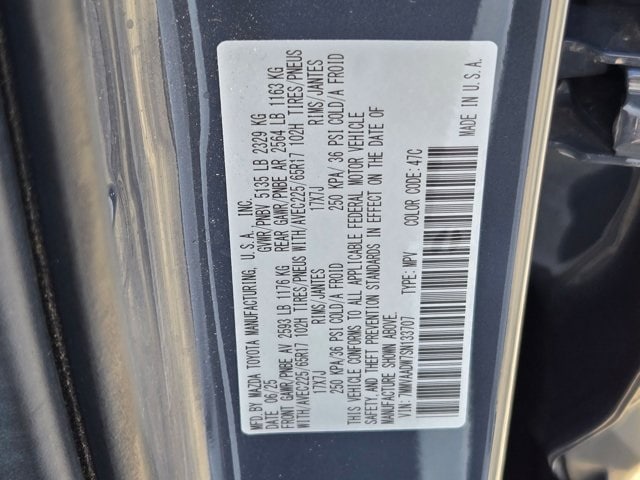 MFD.BY MAZDA TOYOTA MANUFACTURING, U.S.A., INC.
DATE 06/25 GVWR/PNBV 5135 LB 2329 KG
FRONT GAWR/PNBE AV 2593 LB 1176 KG REAR GAWR/PNBE AR 2564 LB 1163 KG
WITH/AVEC225/65R17 102H TIRES/PNEUS WITH/AVEC225/65R17 102H TIRES/PNEUS
17X7J RIMS/JANTES 17X7J RIMS/JANTES
250 KPA/36 PSI COLD/A FROID 250 KPA/36 PSI COLD/A FROID
THIS VEHICLE CONFORMS TO ALL APPLICABLE FEDERAL MOTOR VEHICLE
SAFETY, AND THEFT PREVENTION STANDARDS IN EFFECT ON THE DATE OF
MANUFACTURE SHOWN ABOVE.
VIN: 7MMVAADW7SN133707 TYPE: MPV COLOR CODE: 47C
MADE IN U.S.A.